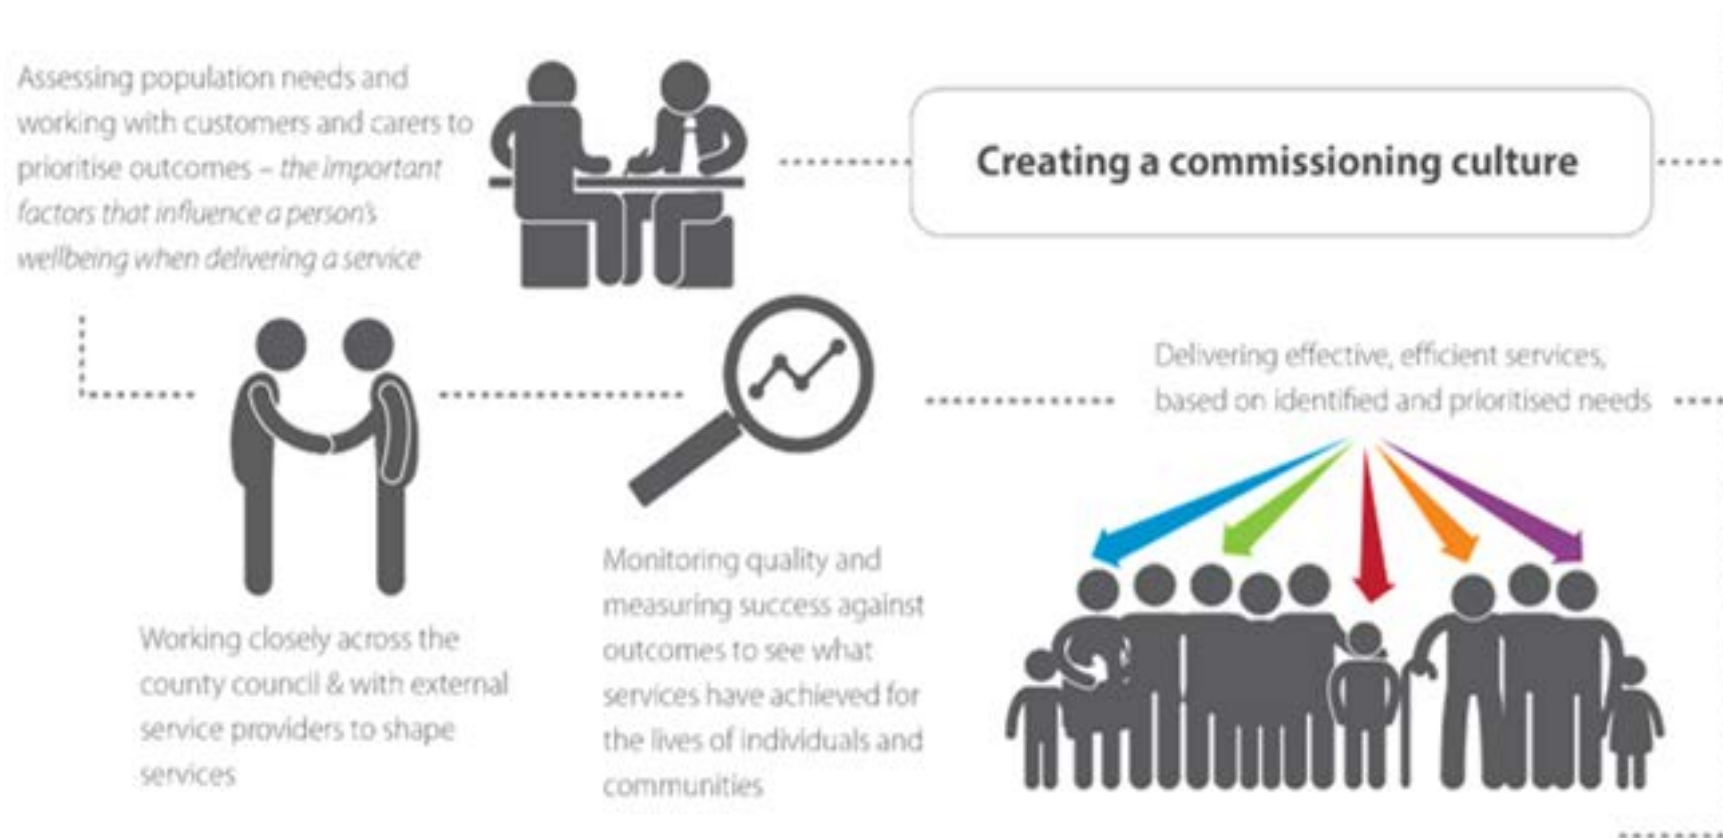 Assessing population needs and
working with customers and carers to
prioritise outcomes – the important
factors that influence a person's
wellbeing when delivering a service
Creating a commissioning culture
Working closely across the
county council & with external
service providers to shape
services
Monitoring quality and
measuring success against
outcomes to see what
services have achieved for
the lives of individuals and
communities
Delivering effective, efficient services,
based on identified and prioritised needs